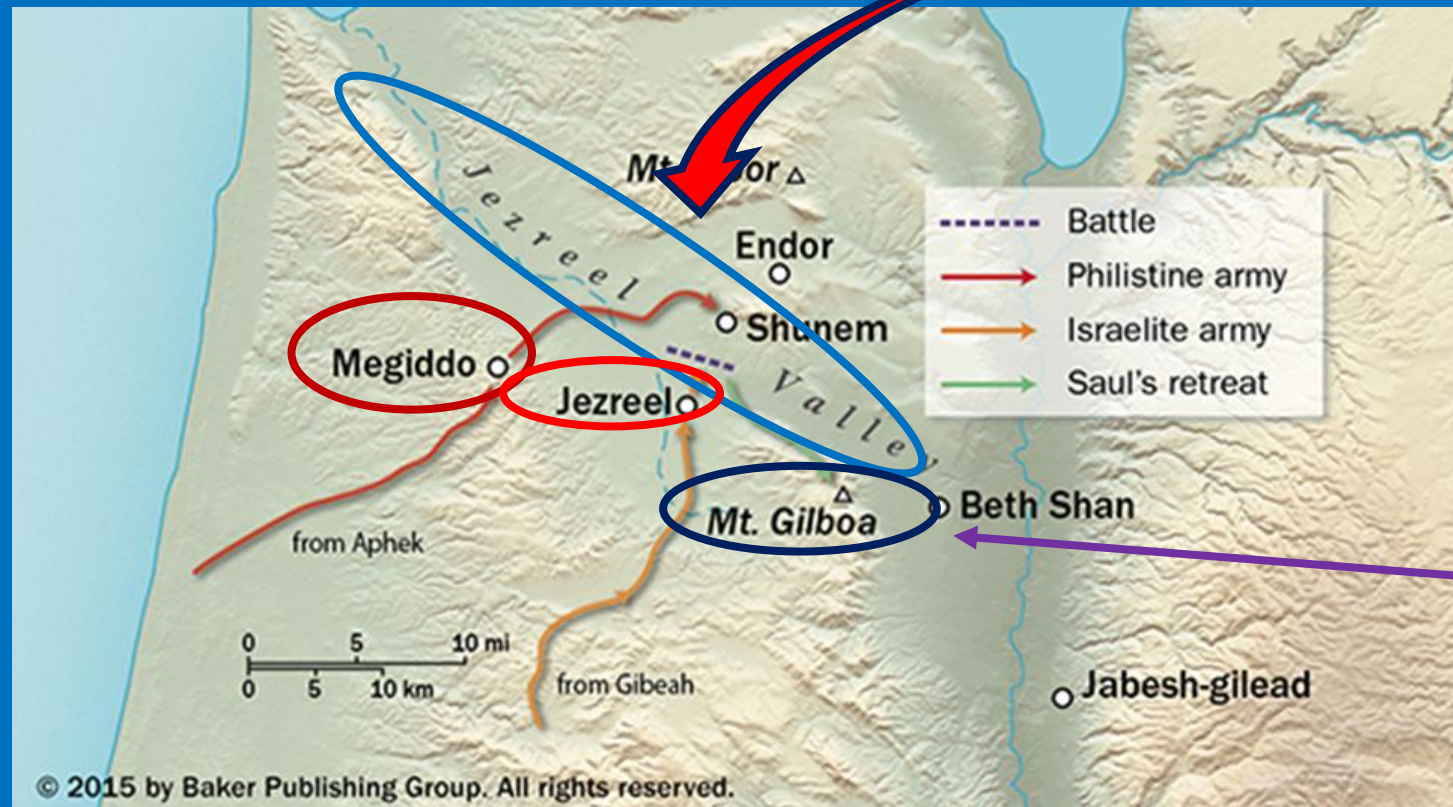 Mt
Jezreel
Endor
Shunem
Megiddo
Jezreel
Valley
Mt. Gilboa
Beth Shan
Battle
Philistine army
Israelite army
Saul's retreat
from Aphek
0 5 10 mi
0 5 10 km
from Gibeah
Jabesh-gilead
© 2015 by Baker Publishing Group. All rights reserved.